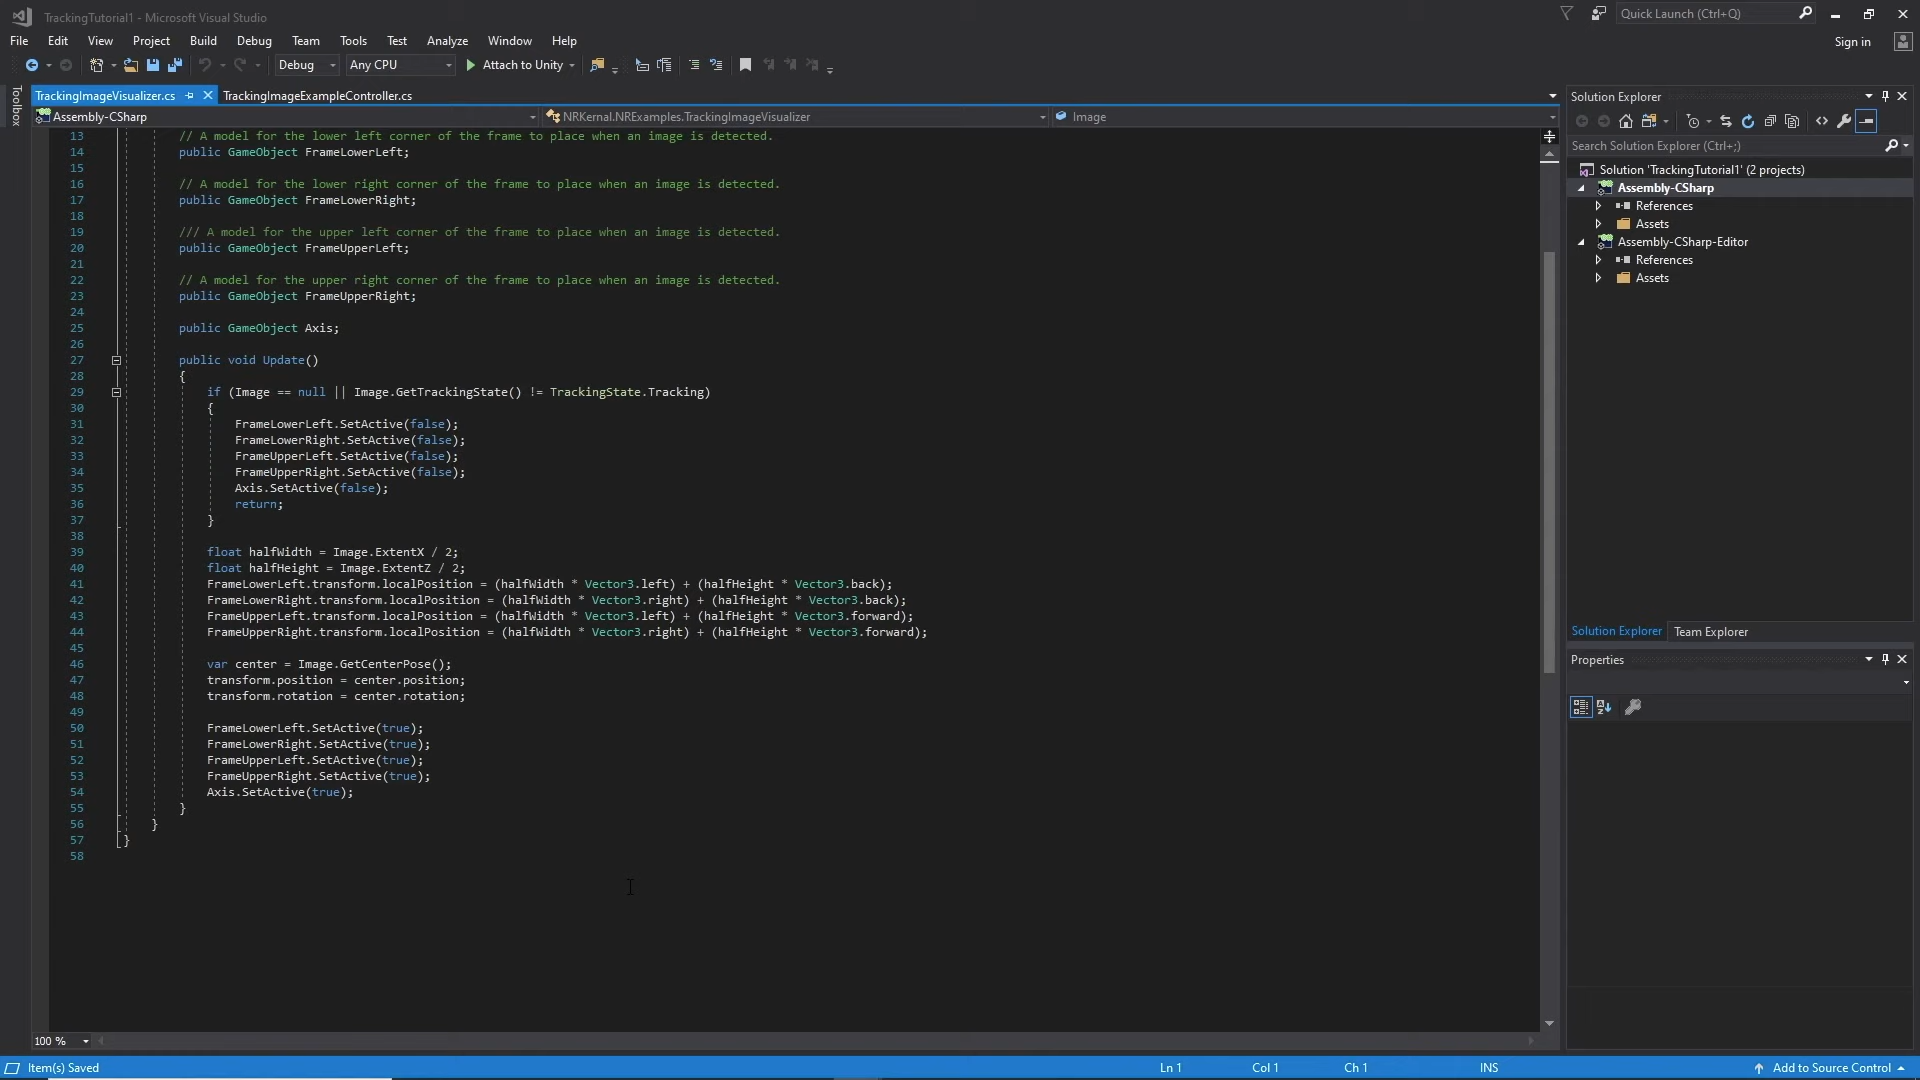 TrackingTutorial1 - Microsoft Visual Studio
Quick Launch (Ctrl+Q)
File Edit View Project Build Debug Team Tools Test Analyze Window Help
Sign in
Debug Any CPU Attach to Unity
Toolbox
TrackingImageVisualizer.cs TrackingImageExampleController.cs
Assembly-CSharp NRKernal.NRExamples.TrackingImageVisualizer Image
13 // A model for the lower left corner of the frame to place when an image is detected.
14 public GameObject FrameLowerLeft;
15
16 // A model for the lower right corner of the frame to place when an image is detected.
17 public GameObject FrameLowerRight;
18
19 /// A model for the upper left corner of the frame to place when an image is detected.
20 public GameObject FrameUpperLeft;
21
22 // A model for the upper right corner of the frame to place when an image is detected.
23 public GameObject FrameUpperRight;
24
25 public GameObject Axis;
26
27 public void Update()
28 {
29 if (Image == null || Image.GetTrackingState() != TrackingState.Tracking)
30 {
31 FrameLowerLeft.SetActive(false);
32 FrameLowerRight.SetActive(false);
33 FrameUpperLeft.SetActive(false);
34 FrameUpperRight.SetActive(false);
35 Axis.SetActive(false);
36 return;
37 }
38
39 float halfWidth = Image.ExtentX / 2;
40 float halfHeight = Image.ExtentZ / 2;
41 FrameLowerLeft.transform.localPosition = (halfWidth * Vector3.left) + (halfHeight * Vector3.back);
42 FrameLowerRight.transform.localPosition = (halfWidth * Vector3.right) + (halfHeight * Vector3.back);
43 FrameUpperLeft.transform.localPosition = (halfWidth * Vector3.left) + (halfHeight * Vector3.forward);
44 FrameUpperRight.transform.localPosition = (halfWidth * Vector3.right) + (halfHeight * Vector3.forward);
45
46 var center = Image.GetCenterPose();
47 transform.position = center.position;
48 transform.rotation = center.rotation;
49
50 FrameLowerLeft.SetActive(true);
51 FrameLowerRight.SetActive(true);
52 FrameUpperLeft.SetActive(true);
53 FrameUpperRight.SetActive(true);
54 Axis.SetActive(true);
55 }
56 }
57 }
58
100 %
Solution Explorer
Search Solution Explorer (Ctrl+;)
Solution 'TrackingTutorial1' (2 projects)
Assembly-CSharp
References
Assets
Assembly-CSharp-Editor
References
Assets
Solution Explorer Team Explorer
Properties
Item(s) Saved Ln 1 Col 1 Ch 1 INS Add to Source Control